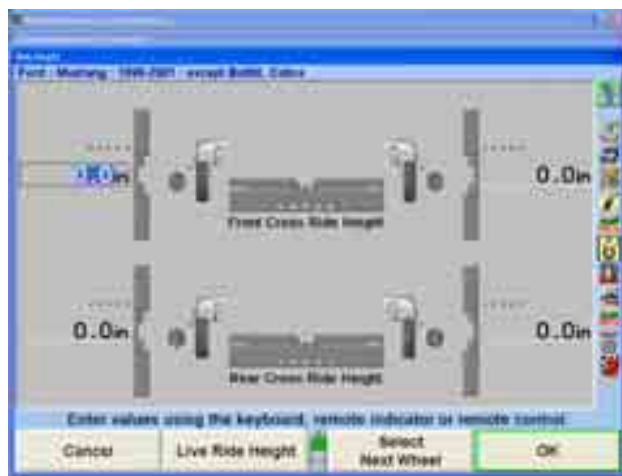 Ford : Mustang : 1999-2001 : except Bullitt, Cobra
in
0.0in
Front Cross Ride Height
0.0in
0.0in
Rear Cross Ride Height
Enter values using the keyboard, remote indicator or remote control.
Cancel
Live Ride Height
Select
Next Wheel
OK